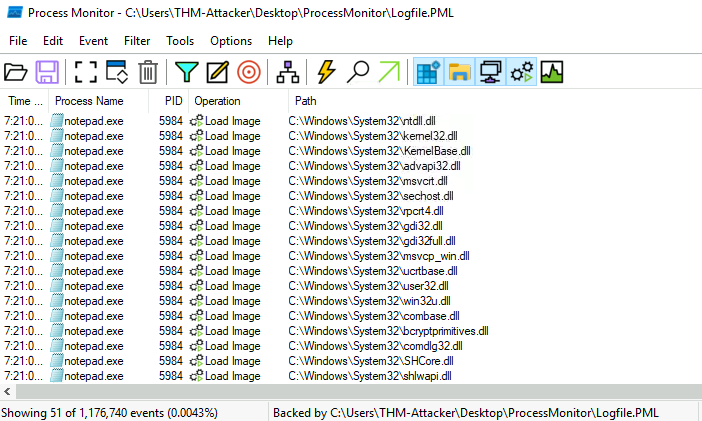 Process Monitor - C:\Users\THM-Attacker\Desktop\ProcessMonitor\Logfile.PML
File Edit Event Filter Tools Options Help
Time ... Process Name PID Operation Path
7:21:0... notepad.exe 5984 Load Image C:\Windows\System32\ntdll.dll
7:21:0... notepad.exe 5984 Load Image C:\Windows\System32\kernel32.dll
7:21:0... notepad.exe 5984 Load Image C:\Windows\System32\KernelBase.dll
7:21:0... notepad.exe 5984 Load Image C:\Windows\System32\advapi32.dll
7:21:0... notepad.exe 5984 Load Image C:\Windows\System32\msvcrt.dll
7:21:0... notepad.exe 5984 Load Image C:\Windows\System32\sechost.dll
7:21:0... notepad.exe 5984 Load Image C:\Windows\System32\rpcrt4.dll
7:21:0... notepad.exe 5984 Load Image C:\Windows\System32\gdi32.dll
7:21:0... notepad.exe 5984 Load Image C:\Windows\System32\gdi32full.dll
7:21:0... notepad.exe 5984 Load Image C:\Windows\System32\msvcp_win.dll
7:21:0... notepad.exe 5984 Load Image C:\Windows\System32\ucrtbase.dll
7:21:0... notepad.exe 5984 Load Image C:\Windows\System32\user32.dll
7:21:0... notepad.exe 5984 Load Image C:\Windows\System32\win32u.dll
7:21:0... notepad.exe 5984 Load Image C:\Windows\System32\combase.dll
7:21:0... notepad.exe 5984 Load Image C:\Windows\System32\bcryptprimitives.dll
7:21:0... notepad.exe 5984 Load Image C:\Windows\System32\comdlg32.dll
7:21:0... notepad.exe 5984 Load Image C:\Windows\System32\SHCore.dll
7:21:0... notepad.exe 5984 Load Image C:\Windows\System32\shlwapi.dll
Showing 51 of 1,176,740 events (0.0043%) Backed by C:\Users\THM-Attacker\Desktop\ProcessMonitor\Logfile.PML